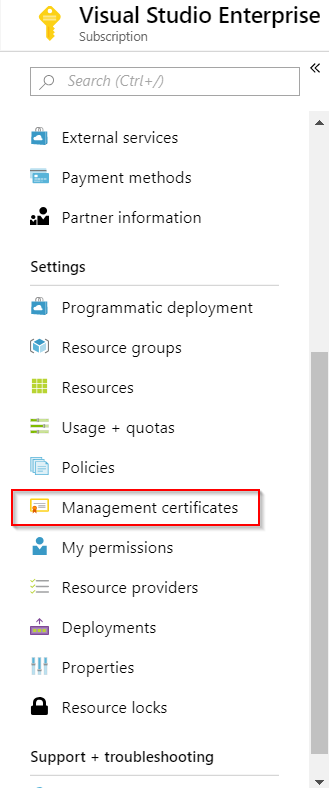 Visual Studio Enterprise
Subscription
«
Search (Ctrl+/)
External services
Payment methods
Partner information
Settings
Programmatic deployment
Resource groups
Resources
Usage + quotas
Policies
Management certificates
My permissions
Resource providers
Deployments
Properties
Resource locks
Support + troubleshooting